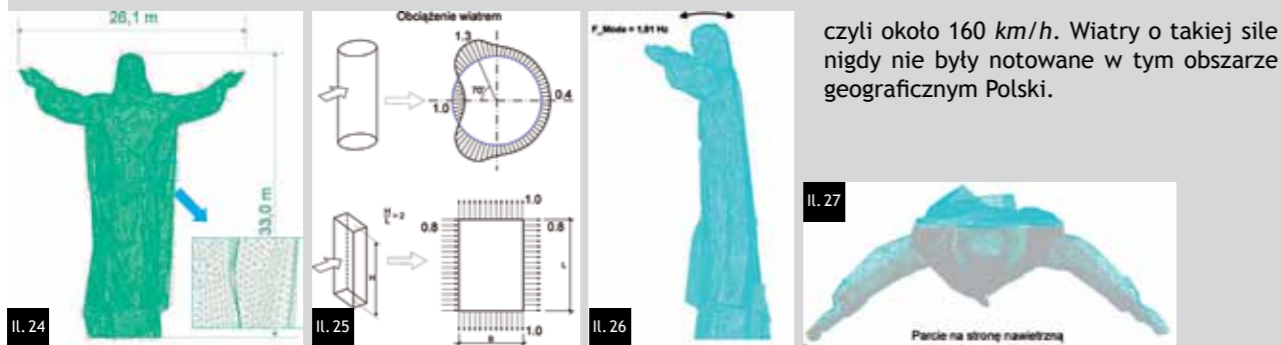 26,1 m
33,0 m
Il. 24
Obciążenie wiatrem
1.3
70°
1.0
0.4
H/L = 2
H
0.8
1.0
0.8
L
1.0
B
Il. 25
F_Mode = 1,81 Hz
Il. 26
czyli około 160 km/h. Wiatry o takiej sile
nigdy nie były notowane w tym obszarze
geograficznym Polski.
Il. 27
Parcie na stronę nawietrzną